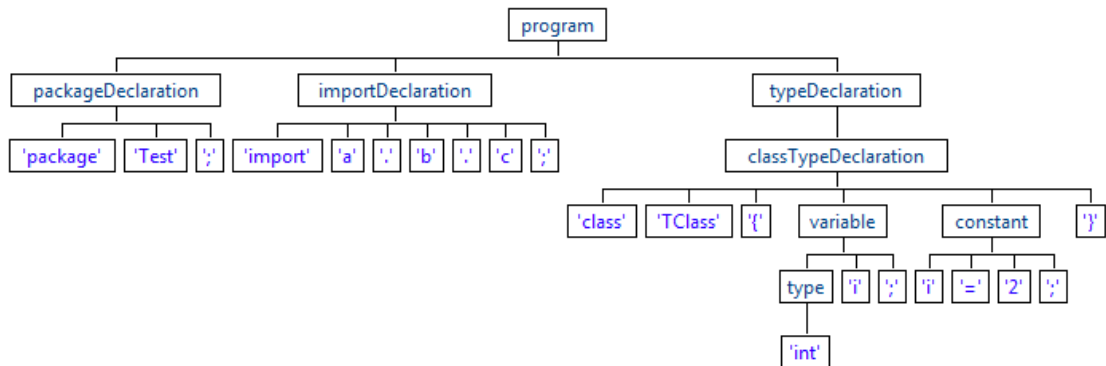 program
packageDeclaration importDeclaration typeDeclaration
'package' 'Test' ';' 'import' 'a' '.' 'b' '.' 'c' ';' classTypeDeclaration
'class' 'TClass' '{' variable constant '}'
type 'i' ';' 'i' '=' '2' ';'
'int'